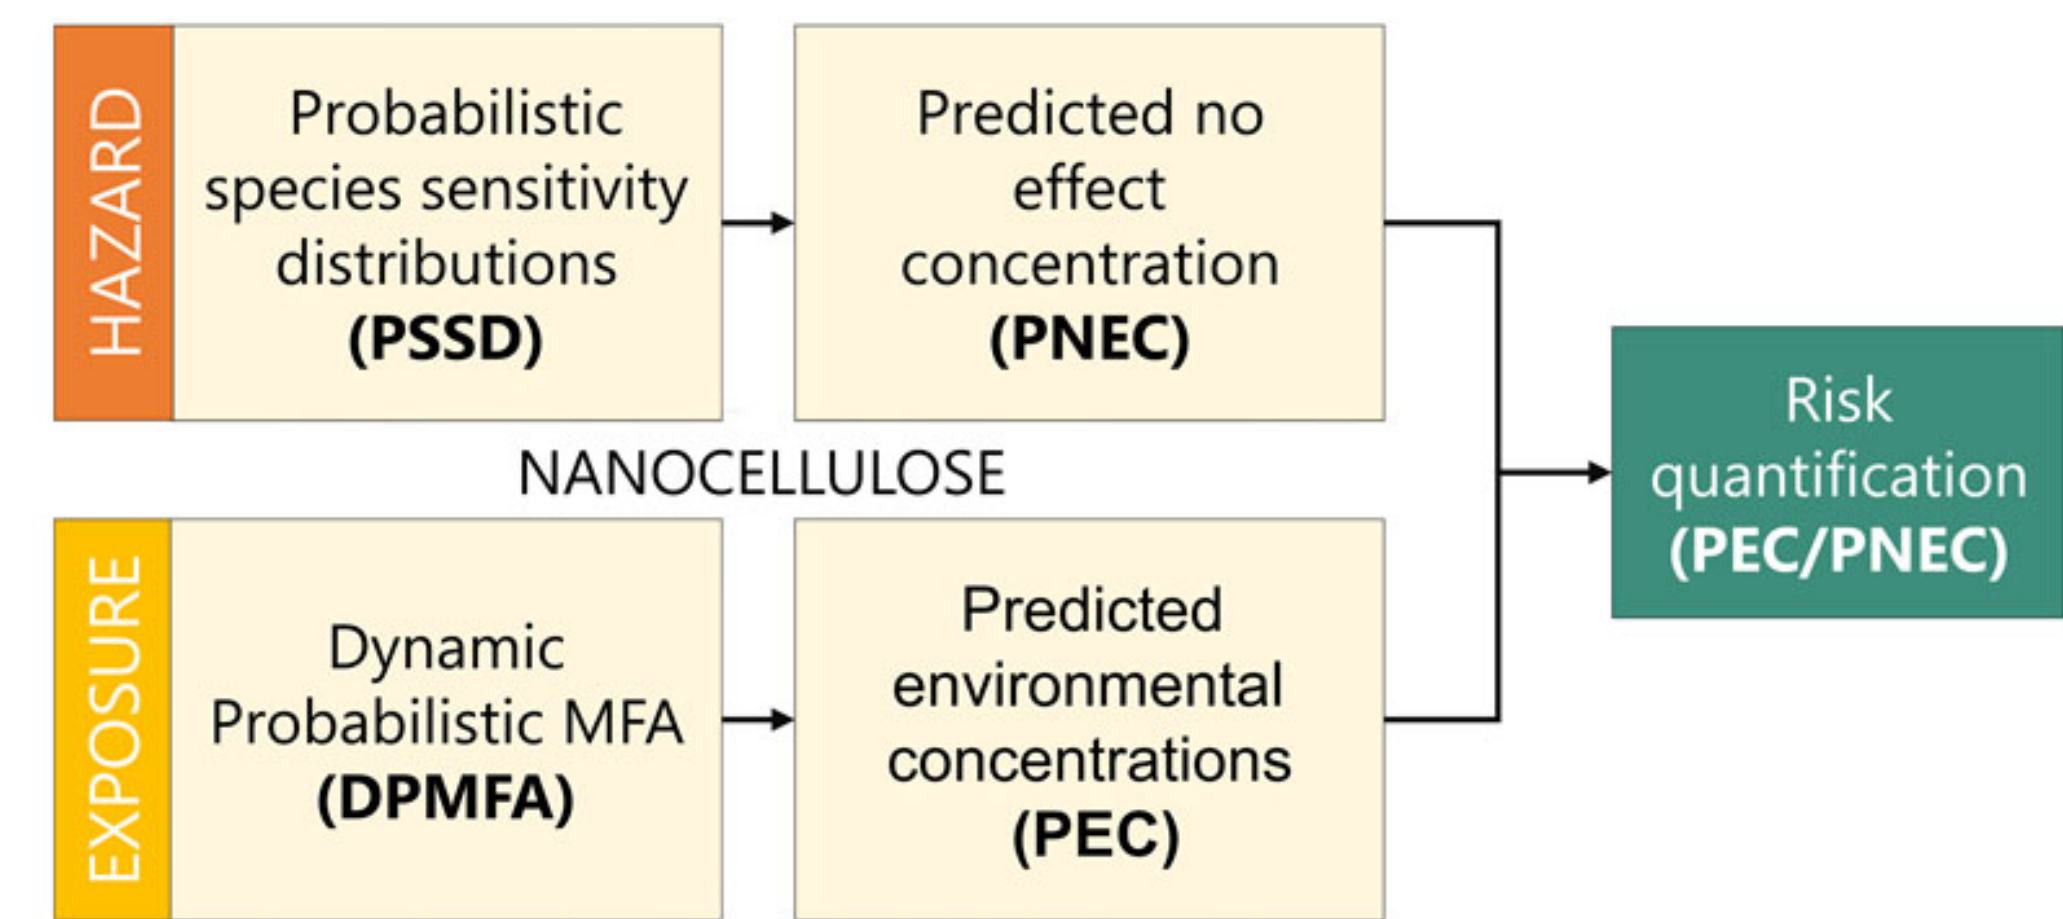 HAZARD
Probabilistic
species sensitivity
distributions
(PSSD)
Predicted no
effect
concentration
(PNEC)
NANOCELLULOSE
EXPOSURE
Dynamic
Probabilistic MFA
(DPMFA)
Predicted
environmental
concentrations
(PEC)
Risk
quantification
(PEC/PNEC)